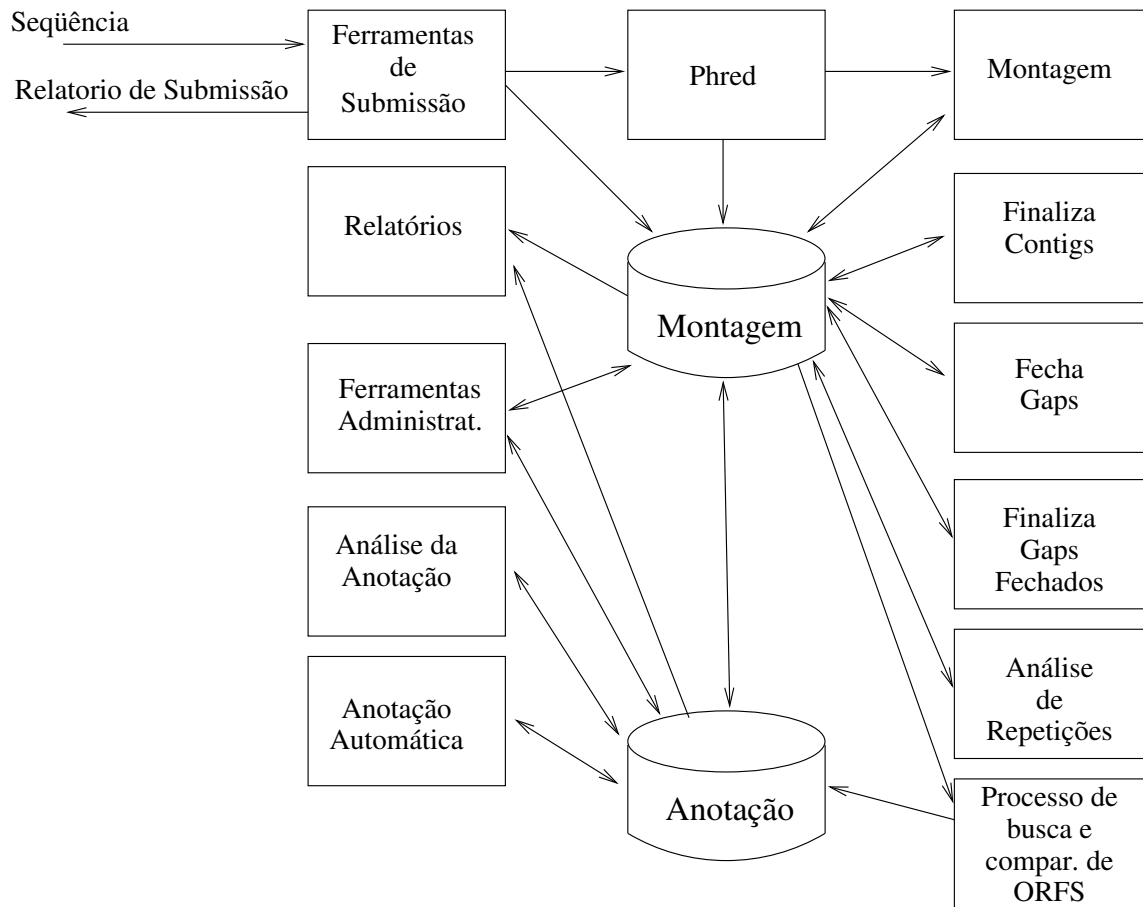 Seqüência
Relatorio de Submissão
Ferramentas
de
Submissão
Phred
Montagem
Relatórios
Finaliza
Contigs
Montagem
Ferramentas
Administrat.
Fecha
Gaps
Análise da
Anotação
Finaliza
Gaps
Fechados
Anotação
Automática
Análise
de
Repetições
Anotação
Processo de
busca e
compar. de
ORFS